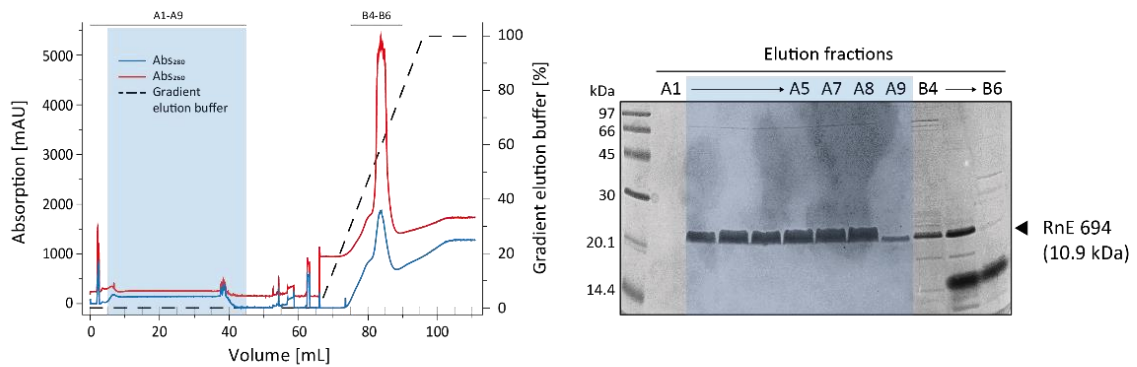 A1-A9
B4-B6
5000
4000
3000
2000
1000
0
Absorption [mAU]
Abs₂₈₀
Abs₂₆₀
Gradient
elution buffer
100
80
60
40
20
0
Gradient elution buffer [%]
0
20
40
60
80
100
Volume [mL]
Elution fractions
kDa
A1
A5
A7
A8
A9
B4
B6
97
66
45
30
20.1
14.4
RnE 694
(10.9 kDa)